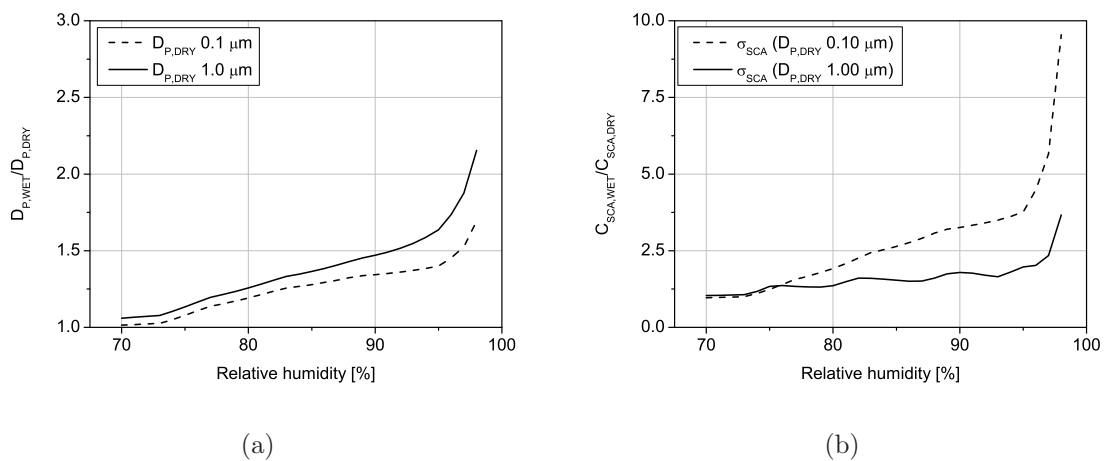 3.0
2.5
2.0
1.5
1.0
70
80
90
100
D_P,WET/D_P,DRY
Relative humidity [%]
D_P,DRY 0.1 μm
D_P,DRY 1.0 μm
(a)
10.0
7.5
5.0
2.5
0.0
70
80
90
100
C_SCA,WET/C_SCA,DRY
Relative humidity [%]
σ_SCA (D_P,DRY 0.10 μm)
σ_SCA (D_P,DRY 1.00 μm)
(b)